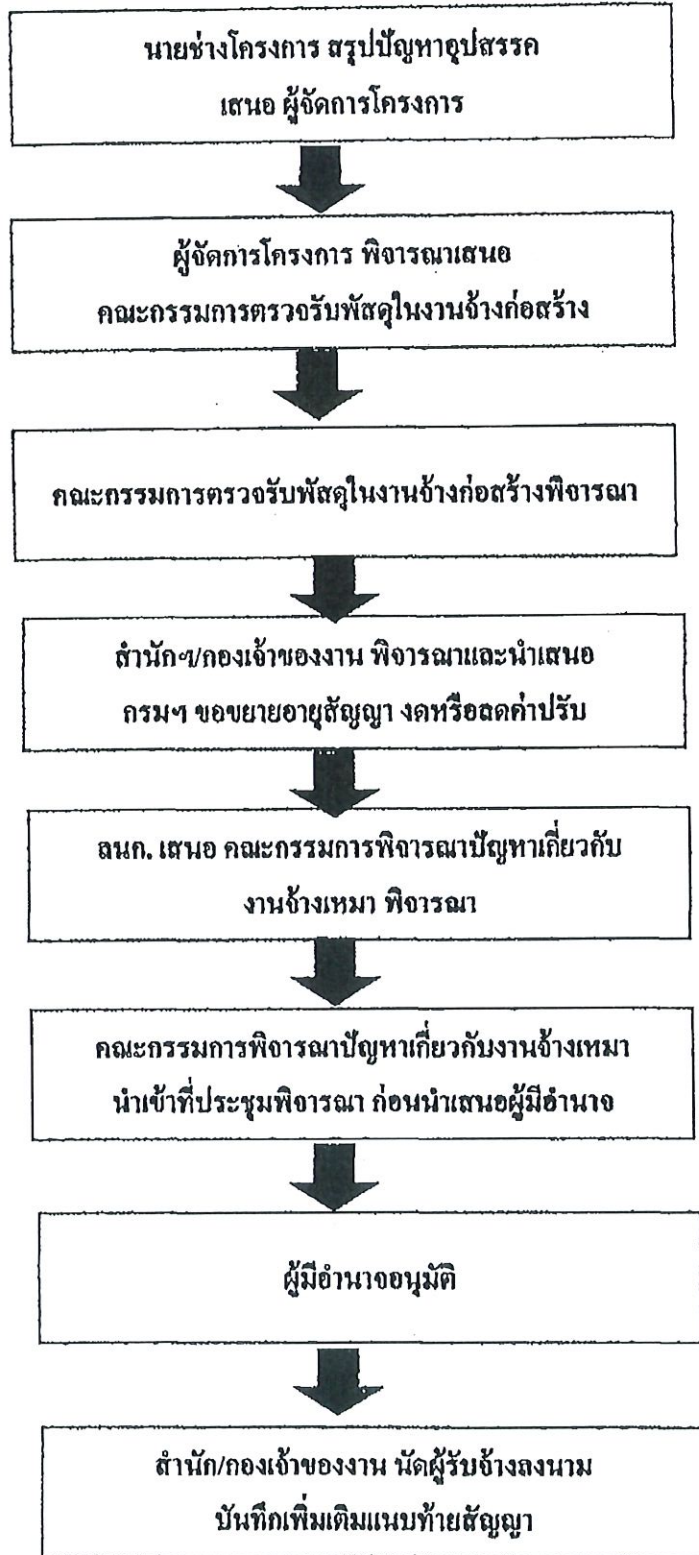 นายช่างโครงการ สรุปปัญหาอุปสรรค
เสนอ ผู้จัดการโครงการ
ผู้จัดการโครงการ พิจารณาเสนอ
คณะกรรมการตรวจรับพัสดุในงานจ้างก่อสร้าง
คณะกรรมการตรวจรับพัสดุในงานจ้างก่อสร้างพิจารณา
สำนักฯ/กองเจ้าของงาน พิจารณาและนำเสนอ
กรมฯ ขอขยายอายุสัญญา งดหรือลดค่าปรับ
ลนก. เสนอ คณะกรรมการพิจารณาปัญหาเกี่ยวกับ
งานจ้างเหมา พิจารณา
คณะกรรมการพิจารณาปัญหาเกี่ยวกับงานจ้างเหมา
นำเข้าที่ประชุมพิจารณา ก่อนนำเสนอผู้มีอำนาจ
ผู้มีอำนาจอนุมัติ
สำนัก/กองเจ้าของงาน นัดผู้รับจ้างลงนาม
บันทึกเพิ่มเติมแนบท้ายสัญญา